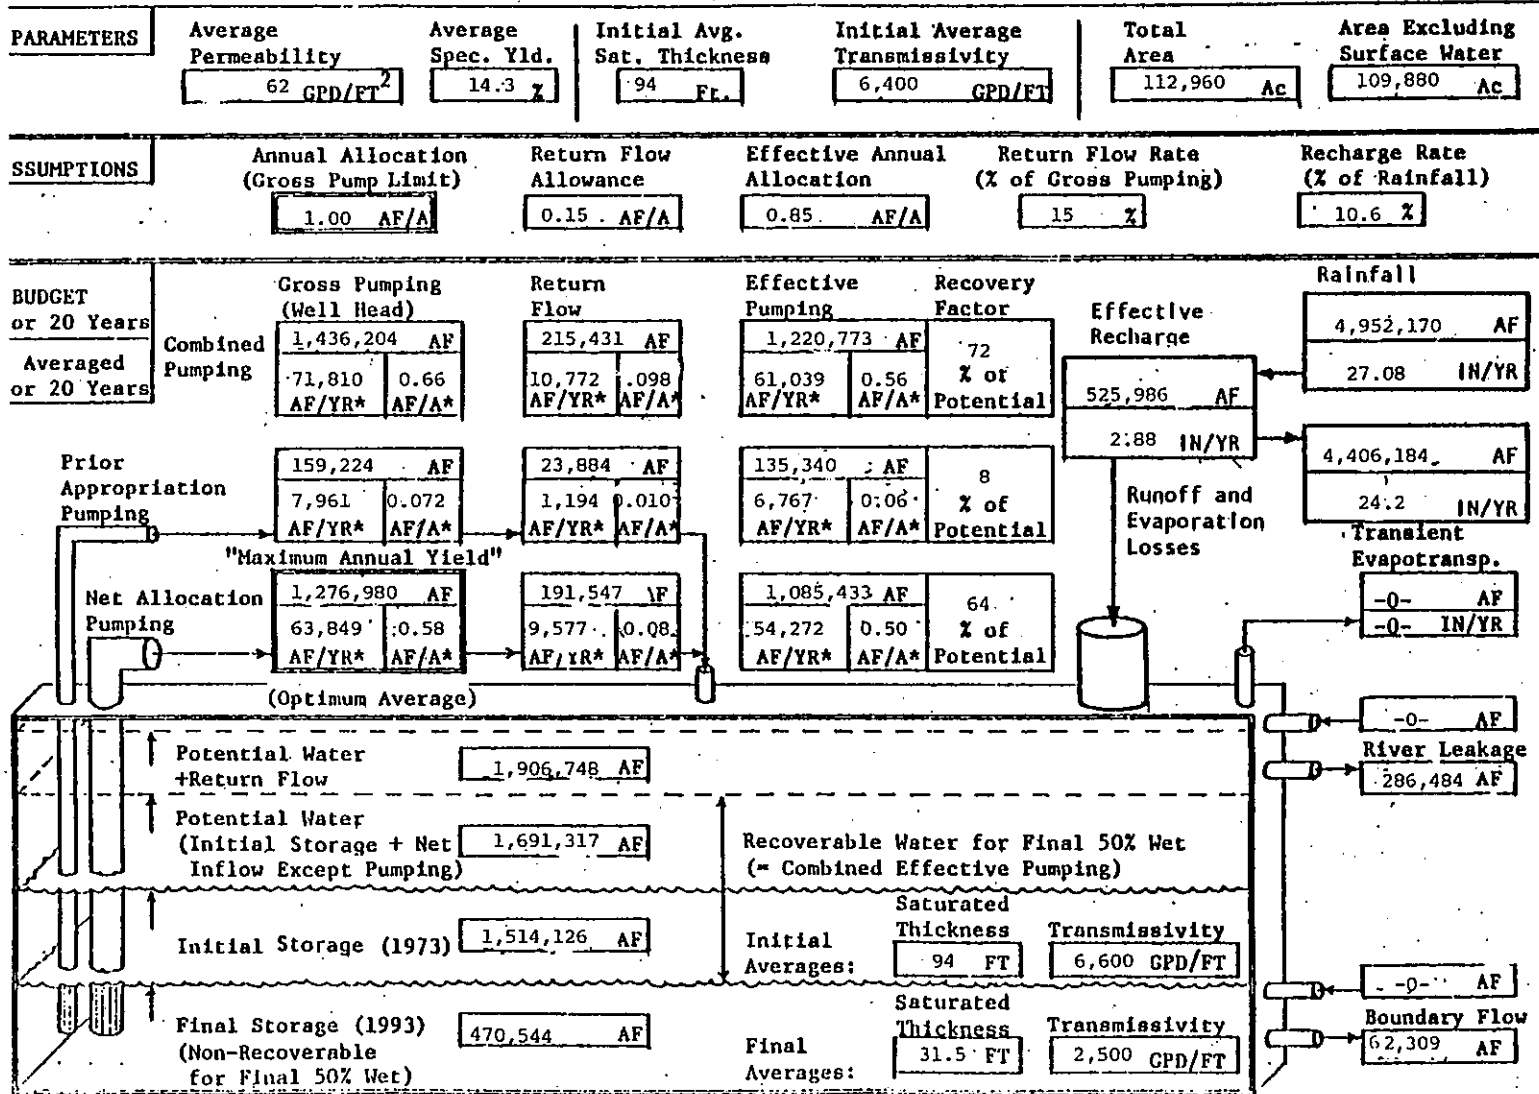 PARAMETERS
Average Permeability
62 GPD/FT2
Average Spec. Yld.
14.3 %
Initial Avg. Sat. Thickness
94 Ft.
Initial Average Transmissivity
6,400 GPD/FT
Total Area
112,960 Ac
Area Excluding Surface Water
109,880 Ac
SSUMPTIONS
Annual Allocation (Gross Pump Limit)
1.00 AF/A
Return Flow Allowance
0.15 AF/A
Effective Annual Allocation
0.85 AF/A
Return Flow Rate (% of Gross Pumping)
15 %
Recharge Rate (% of Rainfall)
10.6 %
BUDGET
or 20 Years
Averaged
or 20 Years
Combined Pumping
Gross Pumping (Well Head)
1,436,204 AF
71,810 AF/YR*
0.66 AF/A*
Return Flow
215,431 AF
10,772 AF/YR*
.098 AF/A*
Effective Pumping
1,220,773 AF
61,039 AF/YR*
0.56 AF/A*
Recovery Factor
72 % of Potential
Effective Recharge
525,986 AF
2.88 IN/YR
Rainfall
4,952,170 AF
27.08 IN/YR
Prior Appropriation Pumping
159,224 AF
7,961 AF/YR*
0.072 AF/A*
23,884 AF
1,194 AF/YR*
0.010 AF/A*
135,340 AF
6,767 AF/YR*
0.06 AF/A*
8 % of Potential
Runoff and Evaporation Losses
4,406,184 AF
24.2 IN/YR
"Maximum Annual Yield"
Net Allocation Pumping
1,276,980 AF
63,849 AF/YR*
0.58 AF/A*
191,547 AF
9,577 AF/YR*
0.08 AF/A*
1,085,433 AF
54,272 AF/YR*
0.50 AF/A*
64 % of Potential
Transient Evapotransp.
-0- AF
-0- IN/YR
(Optimum Average)
Potential Water
+Return Flow
1,906,748 AF
-0- AF
River Leakage
286,484 AF
Potential Water
(Initial Storage + Net
Inflow Except Pumping)
1,691,317 AF
Recoverable Water for Final 50% Wet
(= Combined Effective Pumping)
Initial Storage (1973)
1,514,126 AF
Initial Averages:
Saturated Thickness
94 FT
Transmissivity
6,600 GPD/FT
-0- AF
Boundary Flow
62,309 AF
Final Storage (1993)
(Non-Recoverable
for Final 50% Wet)
470,544 AF
Final Averages:
Saturated Thickness
31.5 FT
Transmissivity
2,500 GPD/FT